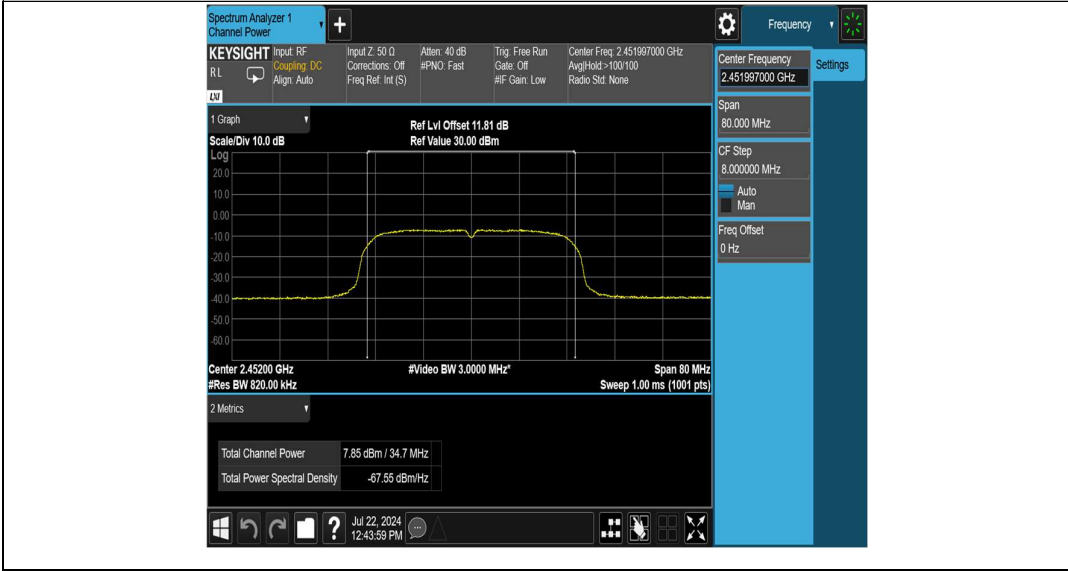 Spectrum Analyzer 1
Channel Power
Frequency
KEYSIGHT
RL
LXI
Input: RF
Coupling: DC
Align: Auto
Input Z: 50 Ω
Corrections: Off
Freq Ref: Int (S)
Atten: 40 dB
#PNO: Fast
Trig: Free Run
Gate: Off
#IF Gain: Low
Center Freq: 2.451997000 GHz
Avg|Hold:>100/100
Radio Std: None
Center Frequency
2.451997000 GHz
Settings
Span
80.000 MHz
CF Step
8.000000 MHz
Auto
Man
Freq Offset
0 Hz
1 Graph
Scale/Div 10.0 dB
Ref Lvl Offset 11.81 dB
Ref Value 30.00 dBm
Log
20.0
10.0
0.00
-10.0
-20.0
-30.0
-40.0
-50.0
-60.0
Center 2.45200 GHz
#Video BW 3.0000 MHz*
Span 80 MHz
#Res BW 820.00 kHz
Sweep 1.00 ms (1001 pts)
2 Metrics
Total Channel Power 7.85 dBm / 34.7 MHz
Total Power Spectral Density -67.55 dBm/Hz
?
Jul 22, 2024
12:43:59 PM